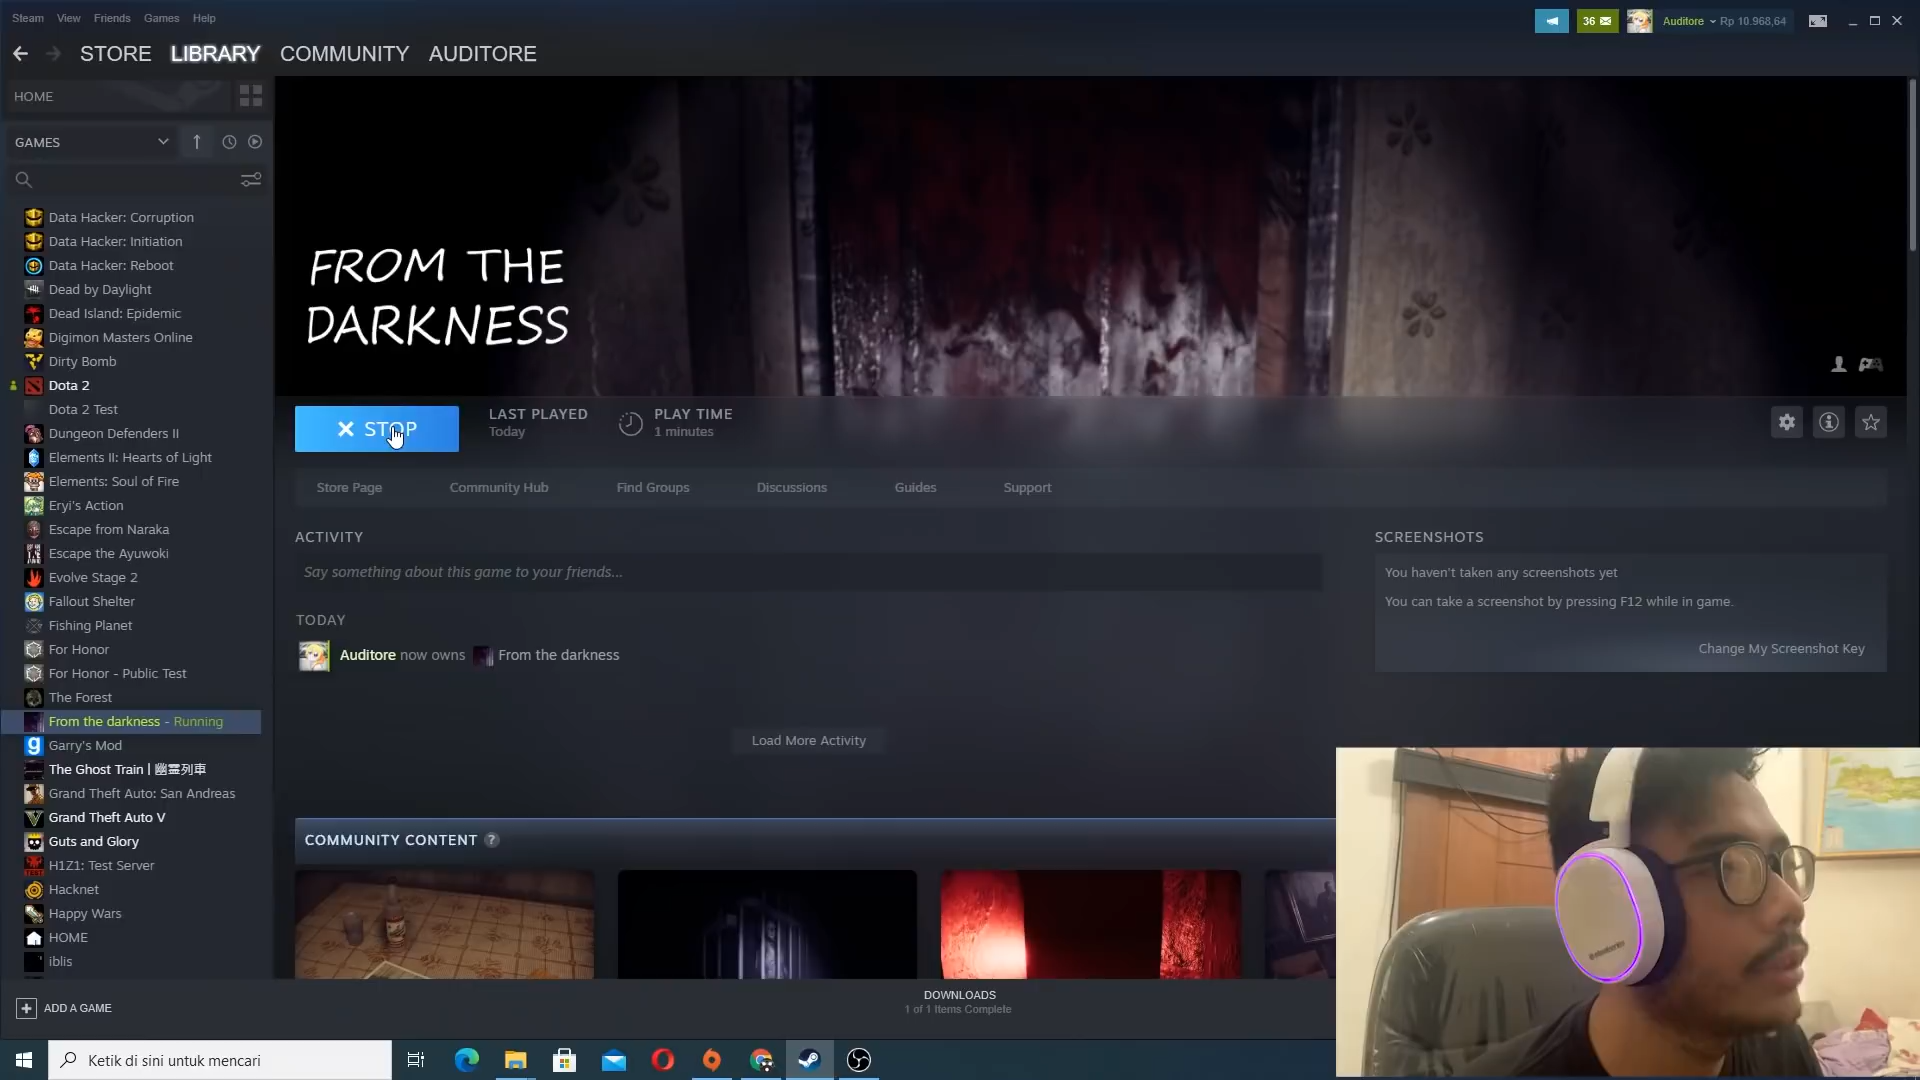 Steam View Friends Games Help
36
Auditore Rp 10.968,64
STORE LIBRARY COMMUNITY AUDITORE
HOME
GAMES
Data Hacker: Corruption
Data Hacker: Initiation
Data Hacker: Reboot
Dead by Daylight
Dead Island: Epidemic
Digimon Masters Online
Dirty Bomb
Dota 2
Dota 2 Test
Dungeon Defenders II
Elements II: Hearts of Light
Elements: Soul of Fire
Eryi's Action
Escape from Naraka
Escape the Ayuwoki
Evolve Stage 2
Fallout Shelter
Fishing Planet
For Honor
For Honor - Public Test
The Forest
From the darkness - Running
Garry's Mod
The Ghost Train | 幽霊列車
Grand Theft Auto: San Andreas
Grand Theft Auto V
Guts and Glory
H1Z1: Test Server
Hacknet
Happy Wars
HOME
iblis
ADD A GAME
FROM THE
DARKNESS
STOP
LAST PLAYED
Today
PLAY TIME
1 minutes
Store Page Community Hub Find Groups Discussions Guides Support
ACTIVITY
Say something about this game to your friends...
TODAY
Auditore now owns From the darkness
Load More Activity
SCREENSHOTS
You haven't taken any screenshots yet
You can take a screenshot by pressing F12 while in game.
Change My Screenshot Key
COMMUNITY CONTENT ?
DOWNLOADS
1 of 1 Items Complete
Ketik di sini untuk mencari